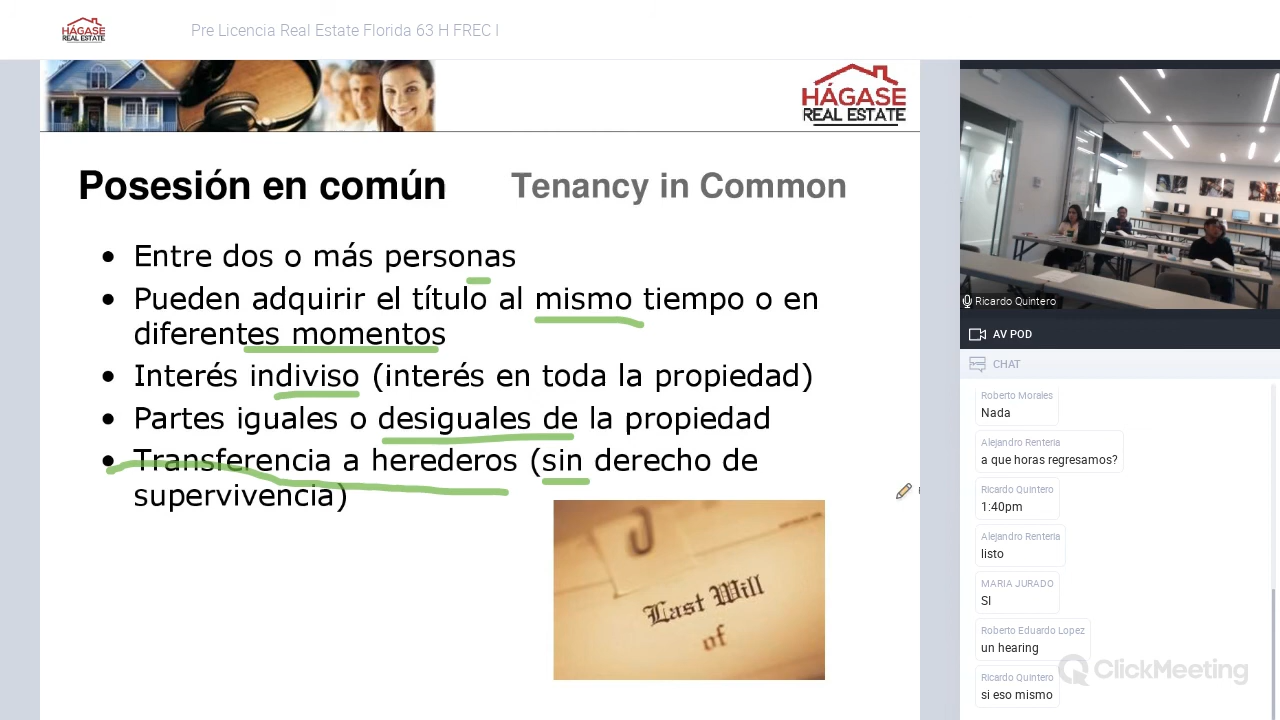 HÁGASE
REAL ESTATE
Pre Licencia Real Estate Florida 63 H FREC I
HÁGASE
REAL ESTATE
Posesión en común
Tenancy in Common
• Entre dos o más personas
• Pueden adquirir el título al mismo tiempo o en
diferentes momentos
• Interés indiviso (interés en toda la propiedad)
• Partes iguales o desiguales de la propiedad
• Transferencia a herederos (sin derecho de
supervivencia)
Last Will
of
Ricardo Quintero
AV POD
CHAT
Roberto Morales
Nada
Alejandro Renteria
a que horas regresamos?
Ricardo Quintero
1:40pm
Alejandro Renteria
listo
MARIA JURADO
SI
Roberto Eduardo Lopez
un hearing
Ricardo Quintero
si eso mismo
ClickMeeting